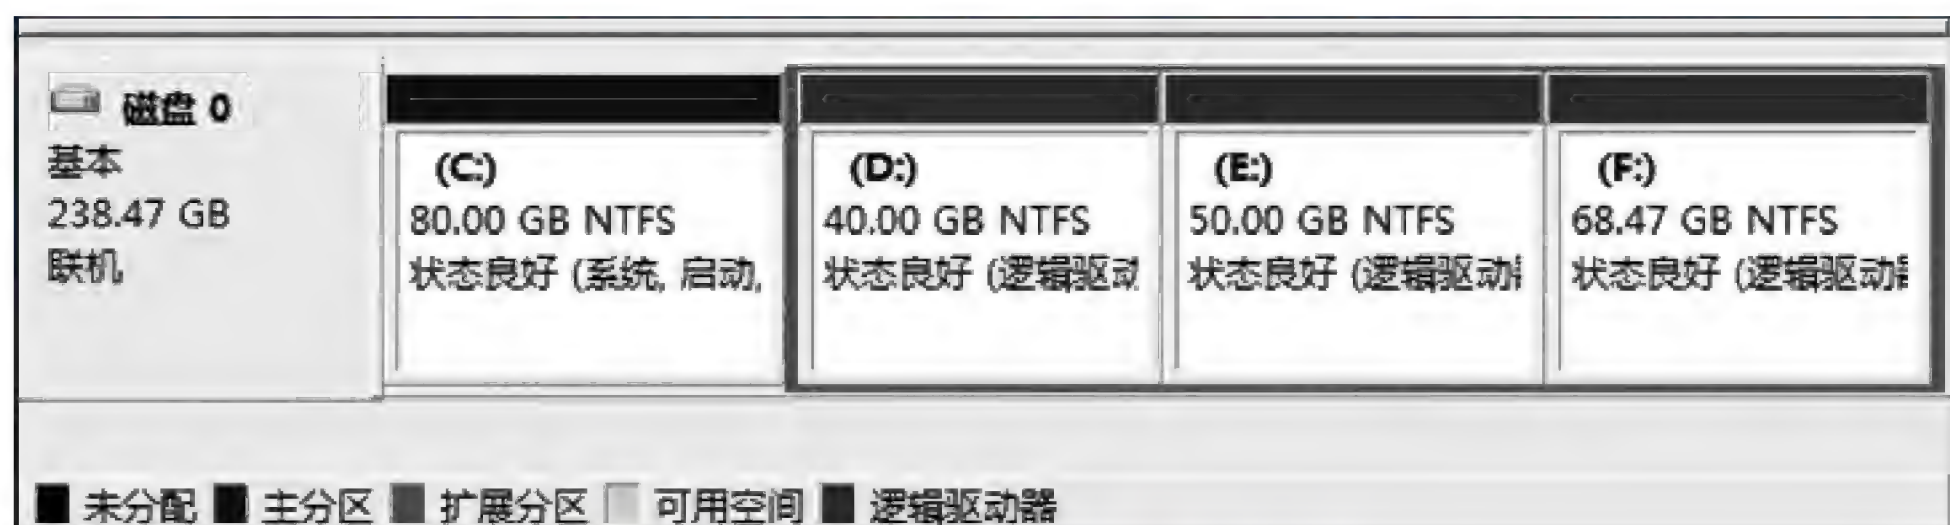 磁盘 0
基本
238.47 GB
联机
(C:)
80.00 GB NTFS
状态良好 (系统, 启动,
(D:)
40.00 GB NTFS
状态良好 (逻辑驱动
(E:)
50.00 GB NTFS
状态良好 (逻辑驱动
(F:)
68.47 GB NTFS
状态良好 (逻辑驱动
未分配 主分区 扩展分区 可用空间 逻辑驱动器